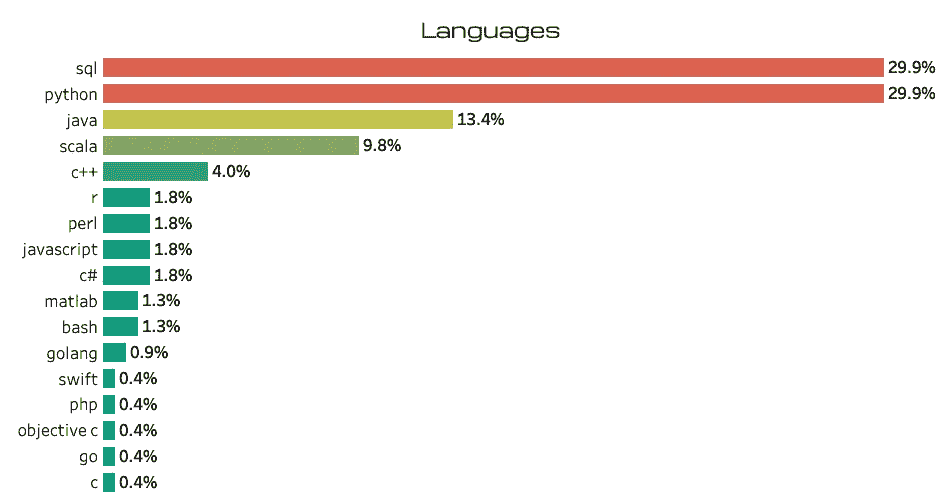 Languages
sql 29.9%
python 29.9%
java 13.4%
scala 9.8%
c++ 4.0%
r 1.8%
perl 1.8%
javascript 1.8%
c# 1.8%
matlab 1.3%
bash 1.3%
golang 0.9%
swift 0.4%
php 0.4%
objective c 0.4%
go 0.4%
c 0.4%